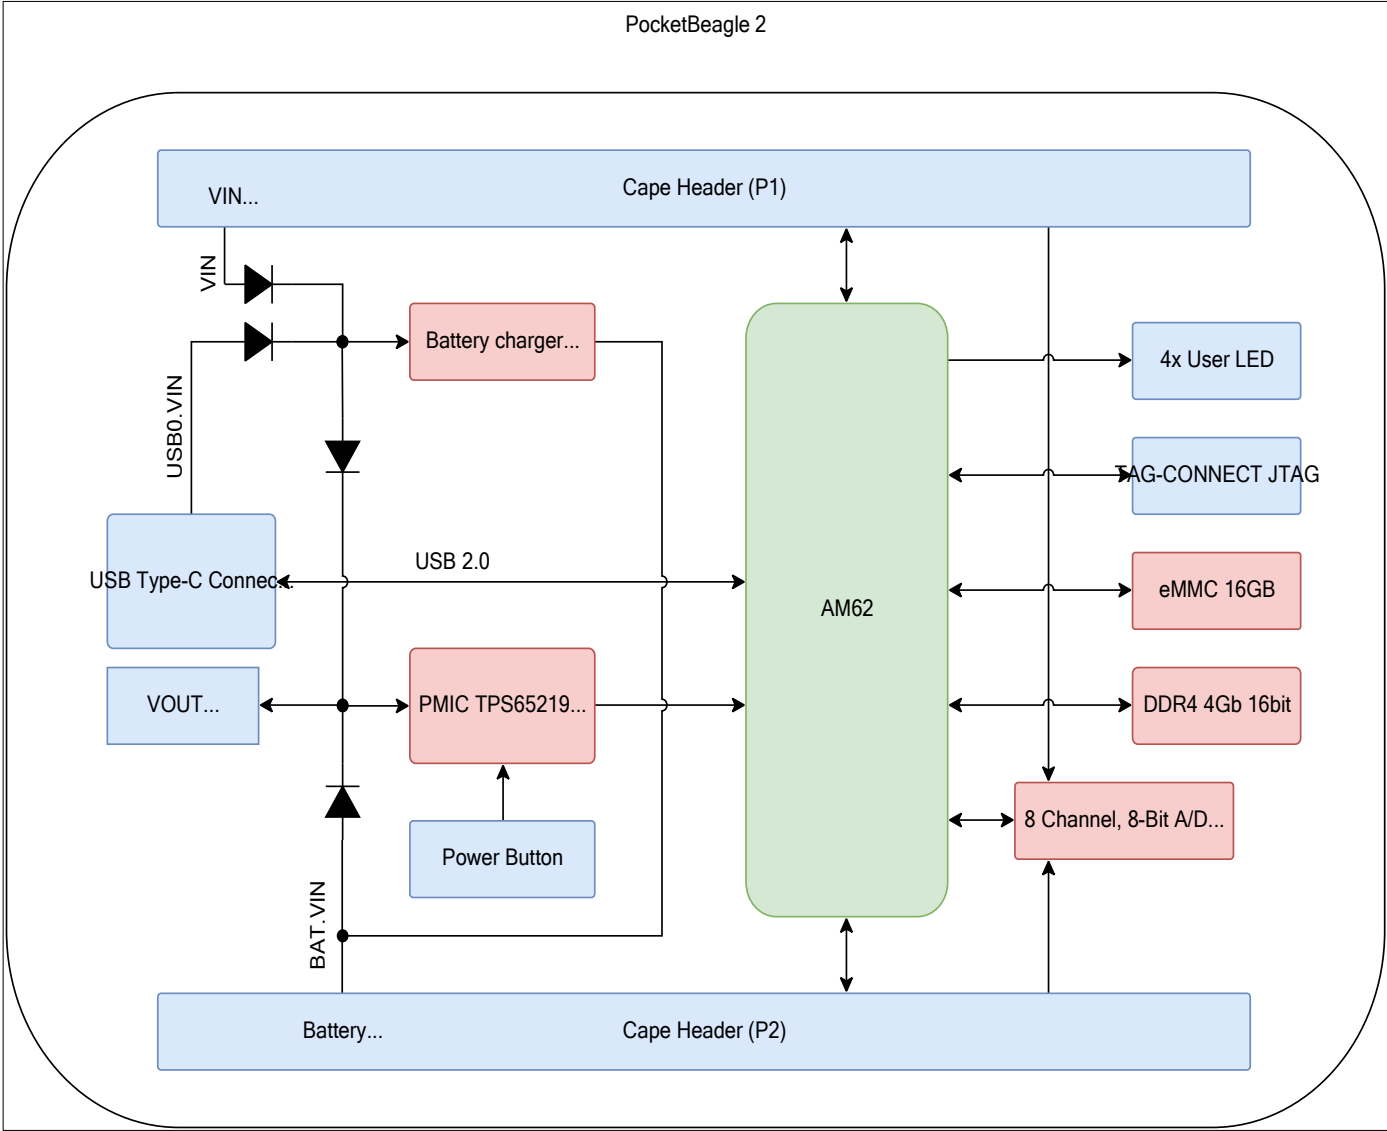 PocketBeagle 2
Cape Header (P1)
VIN...
VIN
Battery charger...
4x User LED
USB0.VIN
TAG-CONNECT JTAG
USB Type-C Connec...
USB 2.0
eMMC 16GB
AM62
VOUT...
PMIC TPS65219...
DDR4 4Gb 16bit
8 Channel, 8-Bit A/D...
Power Button
BAT.VIN
Battery...
Cape Header (P2)